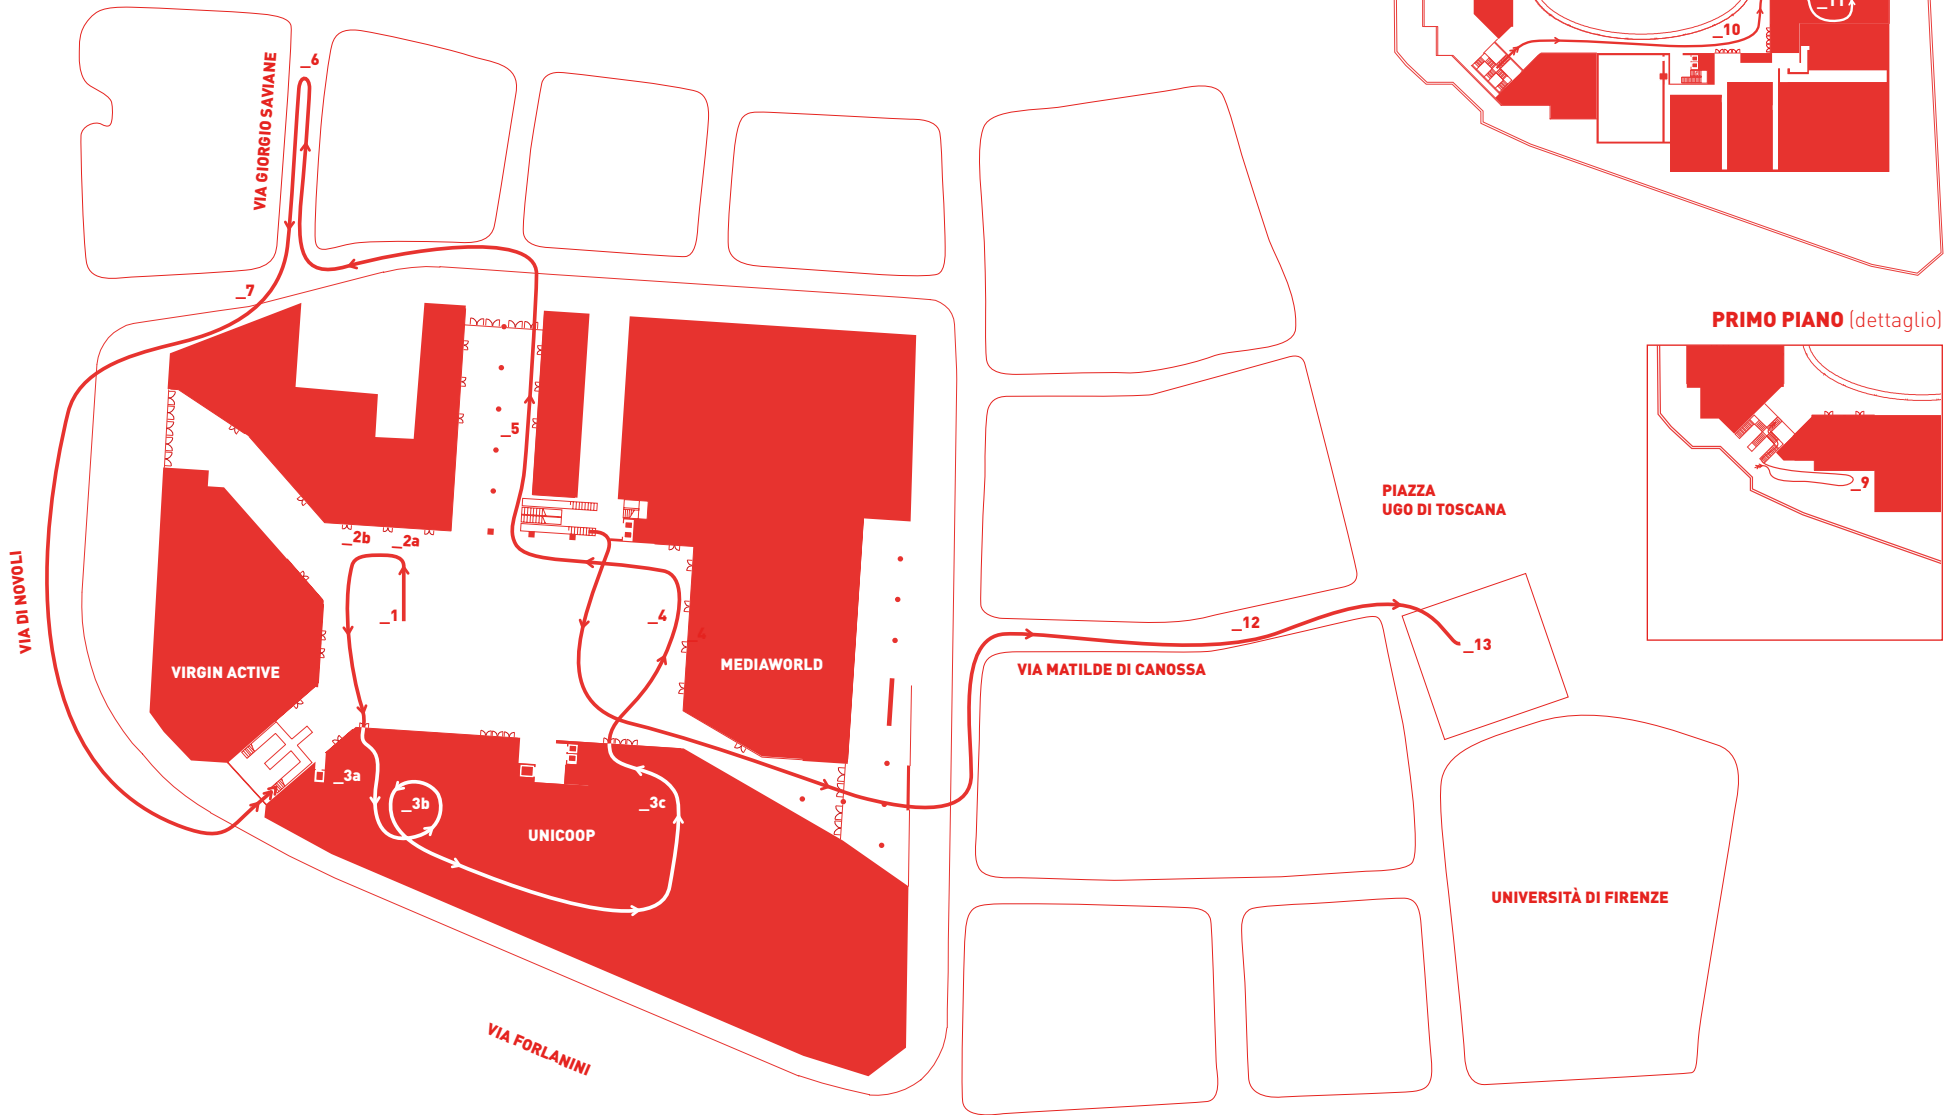 _11
_10
_6
VIA GIORGIO SAVIANE
_7
PRIMO PIANO (dettaglio)
_5
_9
PIAZZA
UGO DI TOSCANA
_2b
_2a
VIA DI NOVOLI
_1
_4
_4
_12
_13
VIRGIN ACTIVE
MEDIAWORLD
VIA MATILDE DI CANOSSA
_3a
_3b
_3c
UNICOOP
UNIVERSITÀ DI FIRENZE
VIA FORLANINI